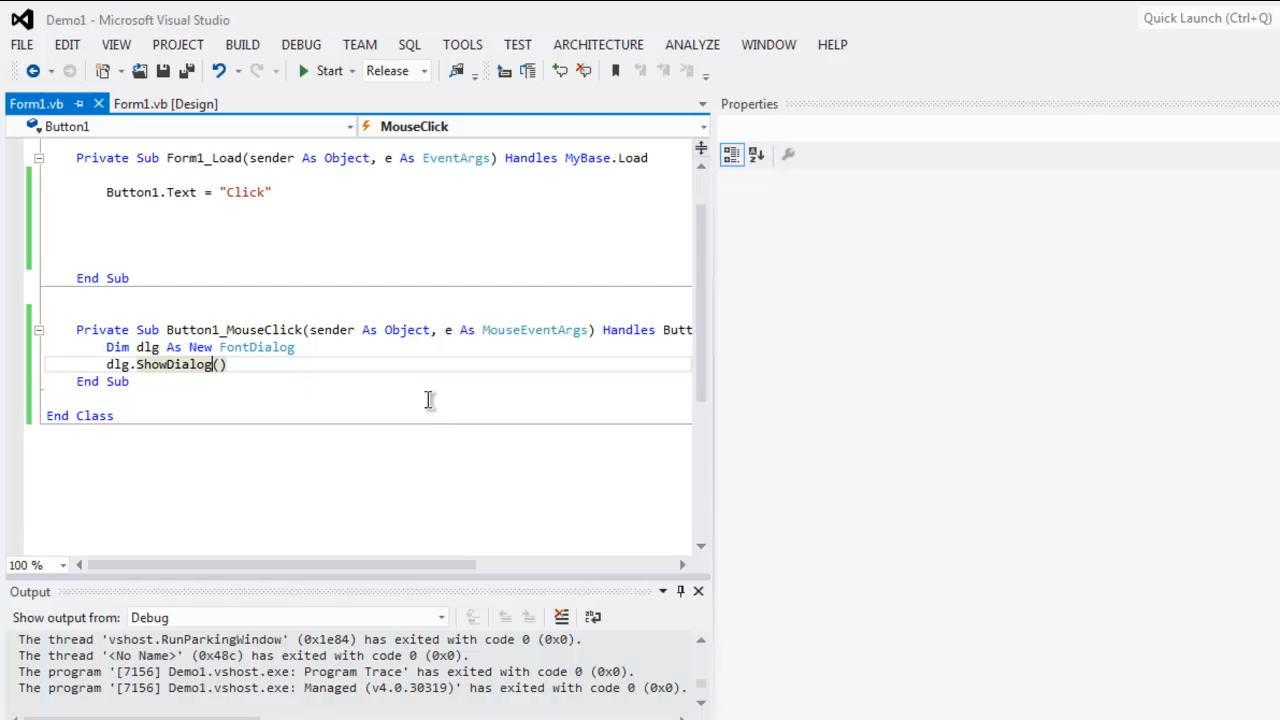 Demo1 - Microsoft Visual Studio
Quick Launch (Ctrl+Q)
FILE EDIT VIEW PROJECT BUILD DEBUG TEAM SQL TOOLS TEST ARCHITECTURE ANALYZE WINDOW HELP
Start Release
Form1.vb Form1.vb [Design]
Properties
Button1 MouseClick
Private Sub Form1_Load(sender As Object, e As EventArgs) Handles MyBase.Load
Button1.Text = "Click"
End Sub
Private Sub Button1_MouseClick(sender As Object, e As MouseEventArgs) Handles Butt
Dim dlg As New FontDialog
dlg.ShowDialog()
End Sub
End Class
100 %
Output
Show output from: Debug
The thread 'vshost.RunParkingWindow' (0x1e84) has exited with code 0 (0x0).
The thread '<No Name>' (0x48c) has exited with code 0 (0x0).
The program '[7156] Demo1.vshost.exe: Program Trace' has exited with code 0 (0x0).
The program '[7156] Demo1.vshost.exe: Managed (v4.0.30319)' has exited with code 0 (0x0).